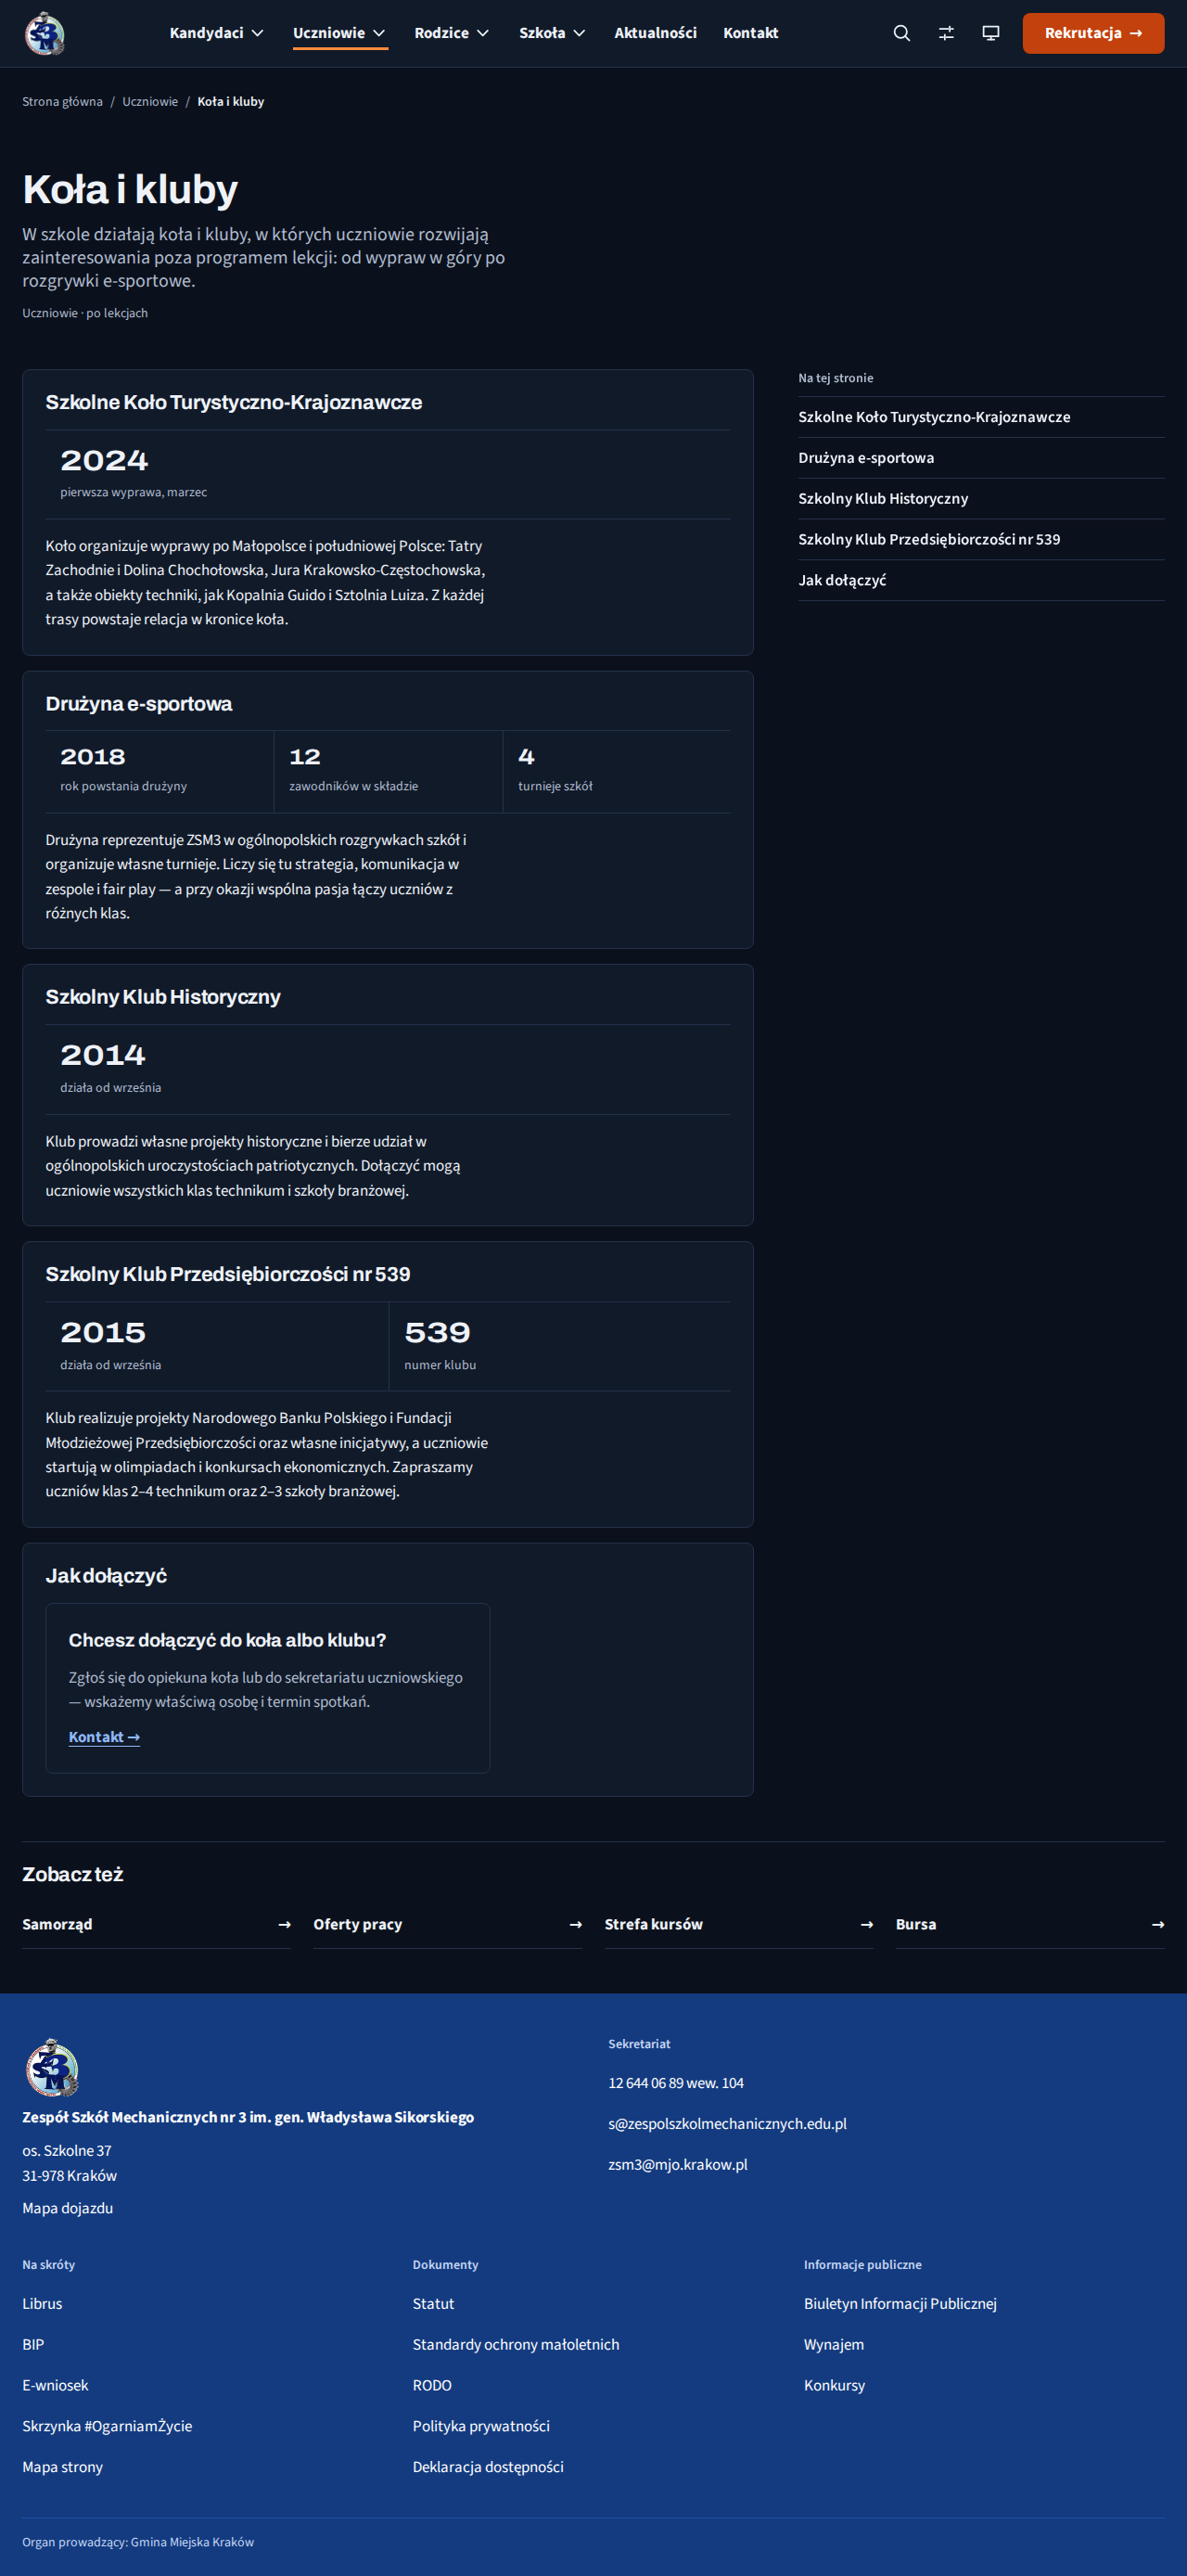 Kandydaci
Uczniowie
Rodzice
Szkoła
Aktualności
Kontakt
Rekrutacja →
Strona główna / Uczniowie / Koła i kluby
Koła i kluby
W szkole działają koła i kluby, w których uczniowie rozwijają
zainteresowania poza programem lekcji: od wypraw w góry po
rozgrywki e-sportowe.
Uczniowie · po lekcjach
Szkolne Koło Turystyczno-Krajoznawcze
2024
pierwsza wyprawa, marzec
Koło organizuje wyprawy po Małopolsce i południowej Polsce: Tatry
Zachodnie i Dolina Chochołowska, Jura Krakowsko-Częstochowska,
a także obiekty techniki, jak Kopalnia Guido i Sztolnia Luiza. Z każdej
trasy powstaje relacja w kronice koła.
Drużyna e-sportowa
2018
rok powstania drużyny
12
zawodników w składzie
4
turnieje szkół
Drużyna reprezentuje ZSM3 w ogólnopolskich rozgrywkach szkół i
organizuje własne turnieje. Liczy się tu strategia, komunikacja w
zespole i fair play — a przy okazji wspólna pasja łączy uczniów z
różnych klas.
Szkolny Klub Historyczny
2014
działa od września
Klub prowadzi własne projekty historyczne i bierze udział w
ogólnopolskich uroczystościach patriotycznych. Dołączyć mogą
uczniowie wszystkich klas technikum i szkoły branżowej.
Szkolny Klub Przedsiębiorczości nr 539
2015
działa od września
539
numer klubu
Klub realizuje projekty Narodowego Banku Polskiego i Fundacji
Młodzieżowej Przedsiębiorczości oraz własne inicjatywy, a uczniowie
startują w olimpiadach i konkursach ekonomicznych. Zapraszamy
uczniów klas 2–4 technikum oraz 2–3 szkoły branżowej.
Jak dołączyć
Chcesz dołączyć do koła albo klubu?
Zgłoś się do opiekuna koła lub do sekretariatu uczniowskiego
— wskażemy właściwą osobę i termin spotkań.
Kontakt →
Na tej stronie
Szkolne Koło Turystyczno-Krajoznawcze
Drużyna e-sportowa
Szkolny Klub Historyczny
Szkolny Klub Przedsiębiorczości nr 539
Jak dołączyć
Zobacz też
Samorząd →
Oferty pracy →
Strefa kursów →
Bursa →
Zespół Szkół Mechanicznych nr 3 im. gen. Władysława Sikorskiego
os. Szkolne 37
31-978 Kraków
Mapa dojazdu
Sekretariat
12 644 06 89 wew. 104
s@zespolszkolmechanicznych.edu.pl
zsm3@mjo.krakow.pl
Na skróty
Librus
BIP
E-wniosek
Skrzynka #OgarniamŻycie
Mapa strony
Dokumenty
Statut
Standardy ochrony małoletnich
RODO
Polityka prywatności
Deklaracja dostępności
Informacje publiczne
Biuletyn Informacji Publicznej
Wynajem
Konkursy
Organ prowadzący: Gmina Miejska Kraków